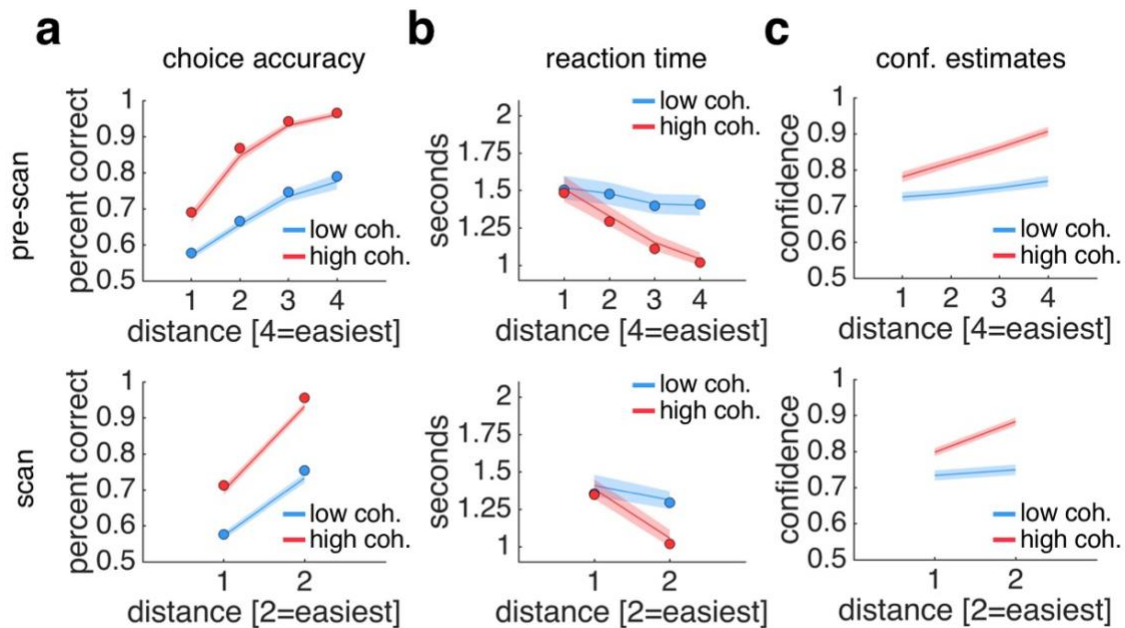 a
choice accuracy
pre-scan
percent correct
1
0.9
0.8
0.7
0.6
0.5
low coh.
high coh.
1 2 3 4
distance [4=easiest]
b
reaction time
seconds
2
1.75
1.5
1.25
1
low coh.
high coh.
1 2 3 4
distance [4=easiest]
c
conf. estimates
confidence
1
0.9
0.8
0.7
0.6
0.5
low coh.
high coh.
1 2 3 4
distance [4=easiest]
scan
percent correct
1
0.9
0.8
0.7
0.6
0.5
low coh.
high coh.
1 2
distance [2=easiest]
seconds
2
1.75
1.5
1.25
1
low coh.
high coh.
1 2
distance [2=easiest]
confidence
1
0.9
0.8
0.7
0.6
0.5
low coh.
high coh.
1 2
distance [2=easiest]